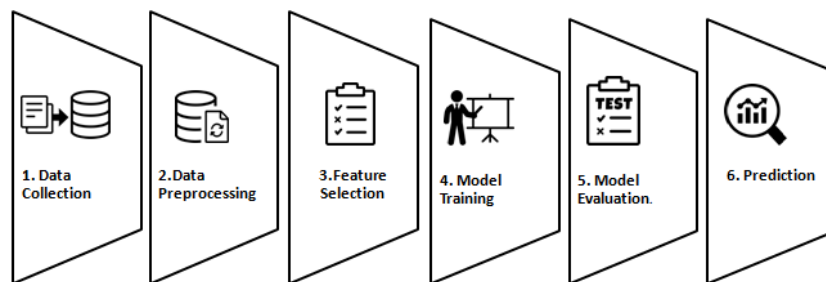 1. Data
Collection
2.Data
Preprocessing
3.Feature
Selection
4. Model
Training
TEST
5. Model
Evaluation.
6. Prediction